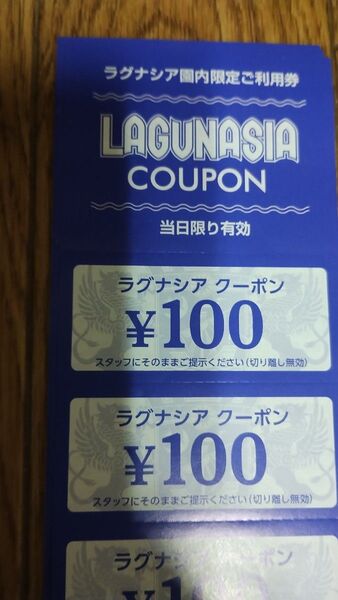 ラグナシア園内限定ご利用券
LAGUNASIA
COUPON
当日限り有効
ラグナシア クーポン
¥100
スタッフにそのままご提示ください(切り離し無効)
ラグナシア クーポン
¥100
スタッフにそのままご提示ください(切り離し無効)
ラグナシア クーポン
¥100